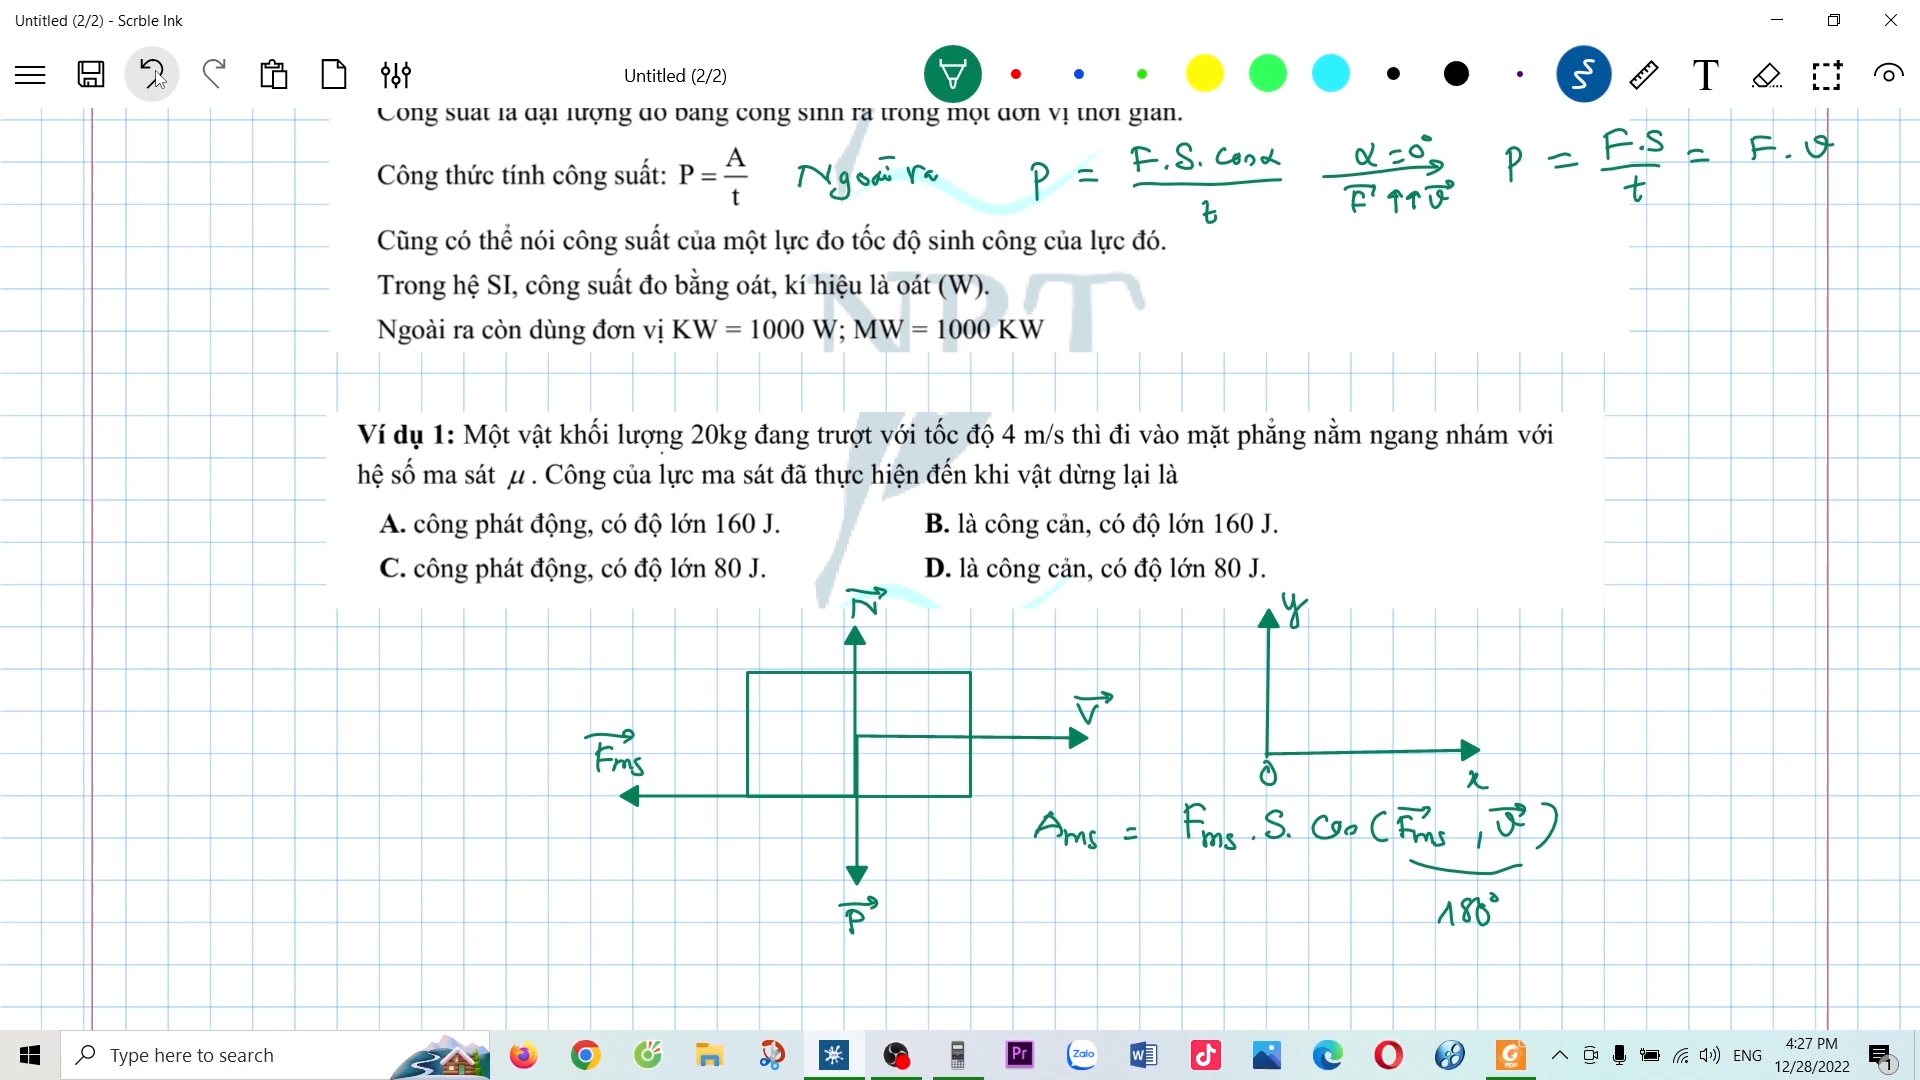 Untitled (2/2) - Scrble Ink
Untitled (2/2)
T
Công suất là đại lượng đo bằng công sinh ra trong một đơn vị thời gian.
Công thức tính công suất: P = A/t
Ngoài ra P = F.S.cosα/t α=0° F⃗ ↑↑ v⃗ P = F.S/t = F.v
Cũng có thể nói công suất của một lực đo tốc độ sinh công của lực đó.
Trong hệ SI, công suất đo bằng oát, kí hiệu là oát (W).
Ngoài ra còn dùng đơn vị KW = 1000 W; MW = 1000 KW
NPT
Ví dụ 1: Một vật khối lượng 20kg đang trượt với tốc độ 4 m/s thì đi vào mặt phẳng nằm ngang nhám với
hệ số ma sát μ. Công của lực ma sát đã thực hiện đến khi vật dừng lại là
A. công phát động, có độ lớn 160 J. B. là công cản, có độ lớn 160 J.
C. công phát động, có độ lớn 80 J. D. là công cản, có độ lớn 80 J.
N⃗
y
V⃗
F⃗ms
O
x
Ams = Fms.S.cos(F⃗ms, v⃗)
180°
P⃗
Type here to search
Pr
Zalo
PDF
ENG
4:27 PM
12/28/2022
1